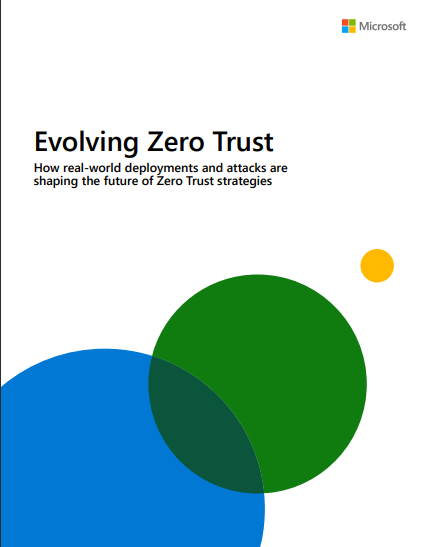 Microsoft
Evolving Zero Trust
How real-world deployments and attacks are
shaping the future of Zero Trust strategies